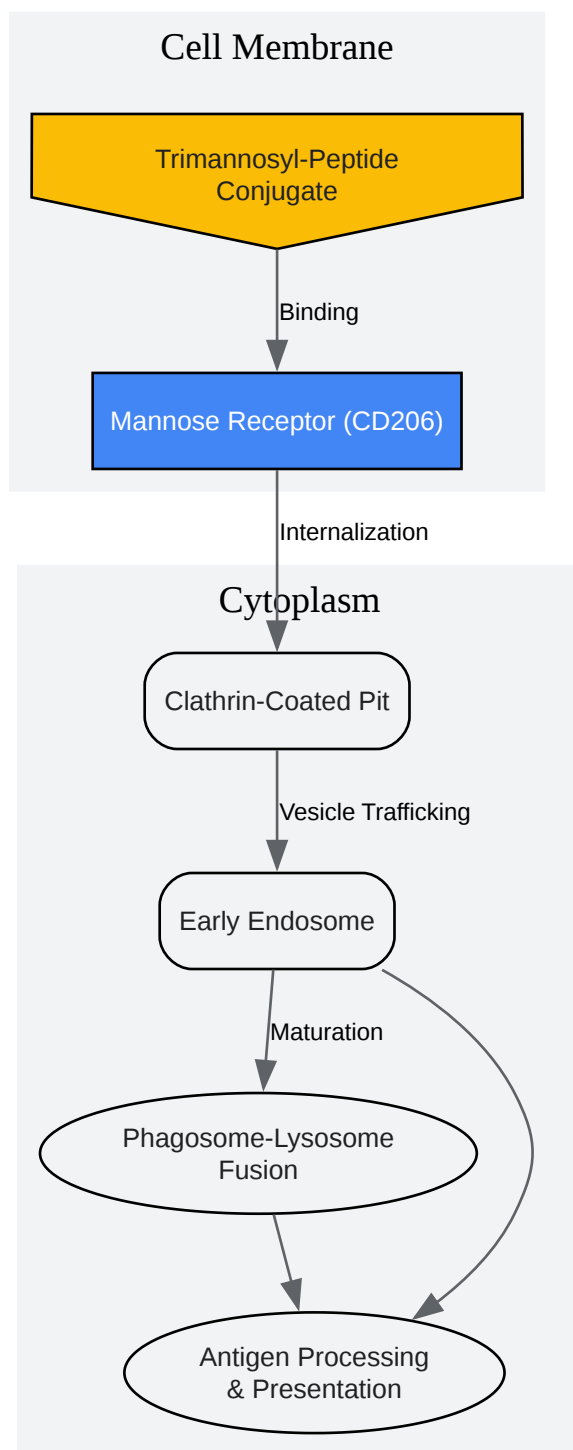 Cell Membrane
Trimannosyl-Peptide
Conjugate
Binding
Mannose Receptor (CD206)
Internalization
Cytoplasm
Clathrin-Coated Pit
Vesicle Trafficking
Early Endosome
Maturation
Phagosome-Lysosome
Fusion
Antigen Processing
& Presentation